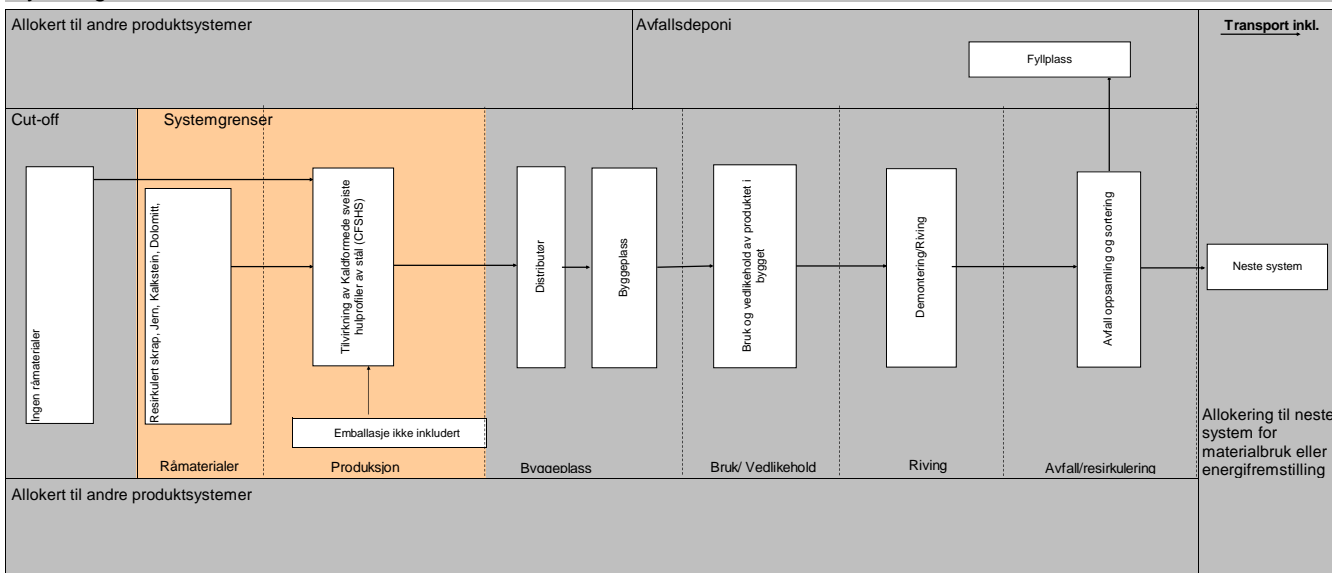 Allokert til andre produktsystemer
Avfallsdeponi
Transport inkl.
Fyllplass
Cut-off
Systemgrenser
Ingen råmaterialer
Resirkulert skrap, Jern, Kalkstein, Dolomitt,
Tilvirkning av Kaldformede sveiste
hulprofiler av stål (CFSHS)
Distributør
Byggeplass
Bruk og vedlikehold av produktet i
bygget
Demontering/Riving
Avfall oppsamling og sortering
Neste system
Emballasje ikke inkludert
Råmaterialer
Produksjon
Byggeplass
Bruk/ Vedlikehold
Riving
Avfall/resirkulering
Allokering til neste
system for
materialbruk eller
energifremstilling
Allokert til andre produktsystemer